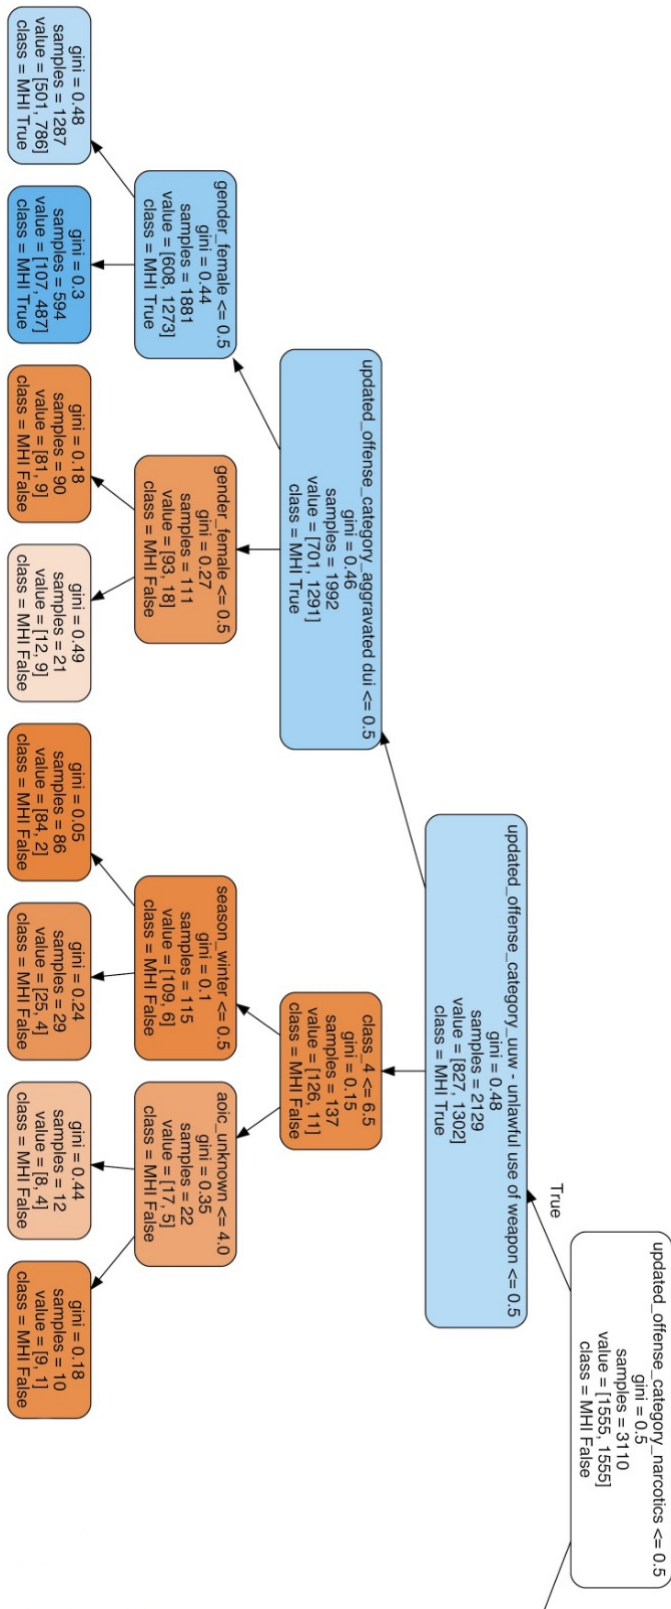 updated_offense_category_narcotics <= 0.5
gini = 0.5
samples = 3110
value = [1555, 1555]
class = MHI False
True
updated_offense_category_uuw - unlawful use of weapon <= 0.5
gini = 0.48
samples = 2129
value = [827, 1302]
class = MHI True
updated_offense_category_aggravated dui <= 0.5
gini = 0.46
samples = 1992
value = [701, 1291]
class = MHI True
class_4 <= 6.5
gini = 0.15
samples = 137
value = [126, 11]
class = MHI False
gender_female <= 0.5
gini = 0.44
samples = 1881
value = [608, 1273]
class = MHI True
gender_female <= 0.5
gini = 0.27
samples = 111
value = [93, 18]
class = MHI False
season_winter <= 0.5
gini = 0.1
samples = 115
value = [109, 6]
class = MHI False
aoic_unknown <= 4.0
gini = 0.35
samples = 22
value = [17, 5]
class = MHI False
gini = 0.48
samples = 1287
value = [501, 786]
class = MHI True
gini = 0.3
samples = 594
value = [107, 487]
class = MHI True
gini = 0.18
samples = 90
value = [81, 9]
class = MHI False
gini = 0.49
samples = 21
value = [12, 9]
class = MHI False
gini = 0.05
samples = 86
value = [84, 2]
class = MHI False
gini = 0.24
samples = 29
value = [25, 4]
class = MHI False
gini = 0.44
samples = 12
value = [8, 4]
class = MHI False
gini = 0.18
samples = 10
value = [9, 1]
class = MHI False